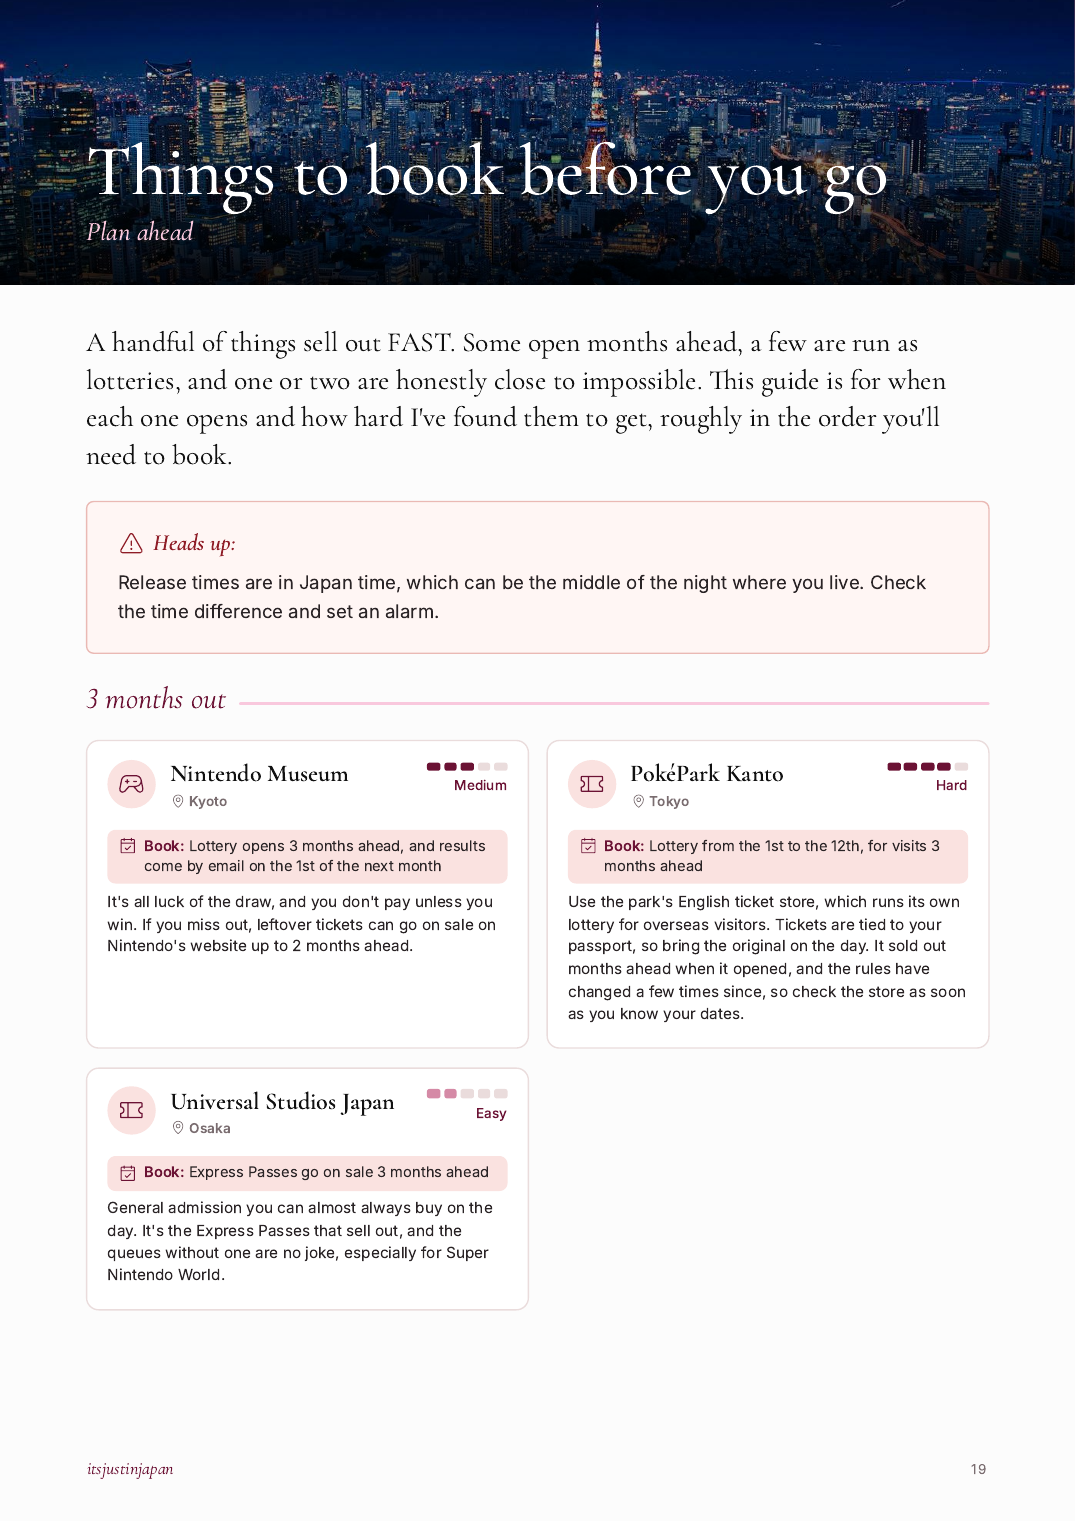 Things to book before you go
Plan ahead
A handful of things sell out FAST. Some open months ahead, a few are run as
lotteries, and one or two are honestly close to impossible. This guide is for when
each one opens and how hard I've found them to get, roughly in the order you'll
need to book.
Heads up:
Release times are in Japan time, which can be the middle of the night where you live. Check
the time difference and set an alarm.
3 months out
Nintendo Museum
Medium
Kyoto
Book: Lottery opens 3 months ahead, and results
come by email on the 1st of the next month
It's all luck of the draw, and you don't pay unless you
win. If you miss out, leftover tickets can go on sale on
Nintendo's website up to 2 months ahead.
PokéPark Kanto
Hard
Tokyo
Book: Lottery from the 1st to the 12th, for visits 3
months ahead
Use the park's English ticket store, which runs its own
lottery for overseas visitors. Tickets are tied to your
passport, so bring the original on the day. It sold out
months ahead when it opened, and the rules have
changed a few times since, so check the store as soon
as you know your dates.
Universal Studios Japan
Easy
Osaka
Book: Express Passes go on sale 3 months ahead
General admission you can almost always buy on the
day. It's the Express Passes that sell out, and the
queues without one are no joke, especially for Super
Nintendo World.
itsjustinjapan
19